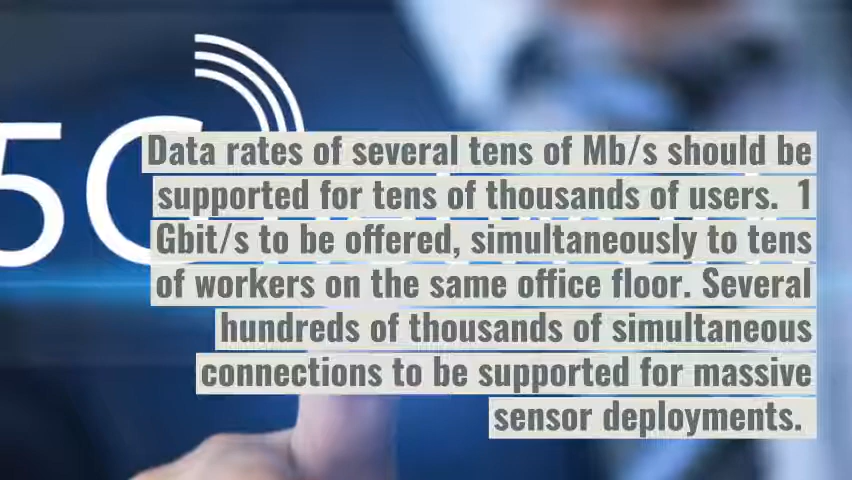 5G
Data rates of several tens of Mb/s should be
supported for tens of thousands of users. 1
Gbit/s to be offered, simultaneously to tens
of workers on the same office floor. Several
hundreds of thousands of simultaneous
connections to be supported for massive
sensor deployments.